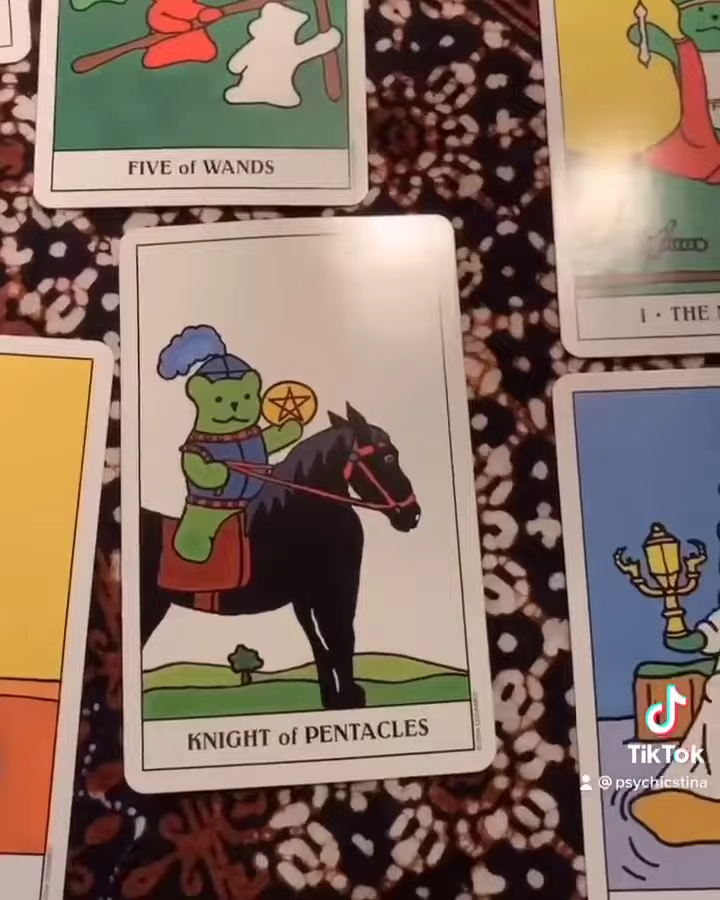 FIVE of WANDS
I • THE
KNIGHT of PENTACLES
TikTok
@psychicstina